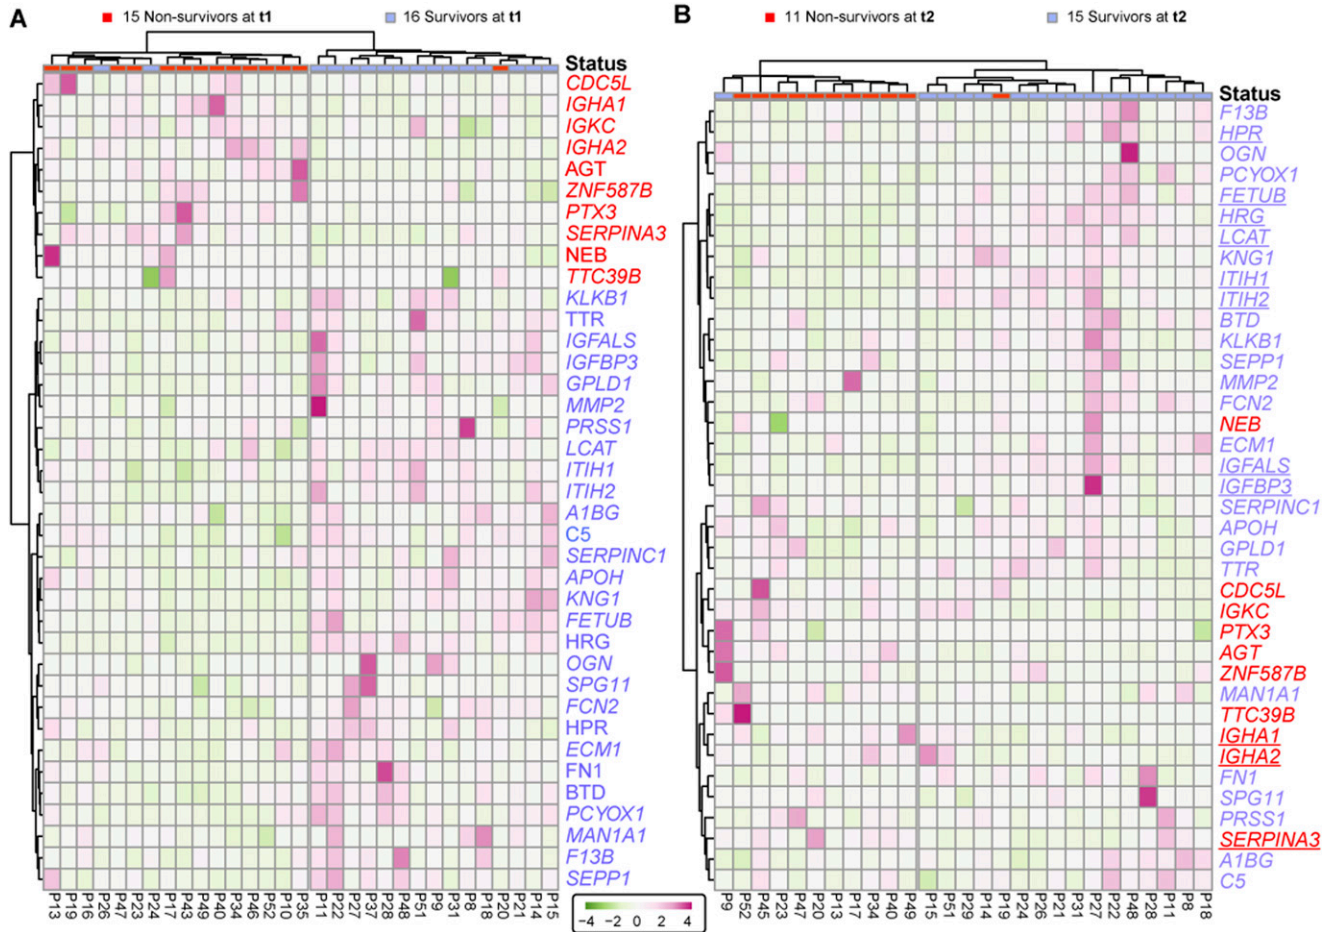 A
15 Non-survivors at t1
16 Survivors at t1
Status
CDC5L
IGHA1
IGKC
IGHA2
AGT
ZNF587B
PTX3
SERPINA3
NEB
TTC39B
KLKB1
TTR
IGFALS
IGFBP3
GPLD1
MMP2
PRSS1
LCAT
ITIH1
ITIH2
A1BG
C5
SERPINC1
APOH
KNG1
FETUB
HRG
OGN
SPG11
FCN2
HPR
ECM1
FN1
BTD
PCYOX1
MAN1A1
F13B
SEPP1
P13 P19 P16 P26 P47 P23 P24 P17 P43 P49 P40 P34 P46 P52 P10 P35 P11 P22 P27 P37 P28 P48 P51 P9 P31 P8 P18 P20 P21 P14 P15
−4 −2 0 2 4
B
11 Non-survivors at t2
15 Survivors at t2
Status
F13B
HPR
OGN
PCYOX1
FETUB
HRG
LCAT
KNG1
ITIH1
ITIH2
BTD
KLKB1
SEPP1
MMP2
FCN2
NEB
ECM1
IGFALS
IGFBP3
SERPINC1
APOH
GPLD1
TTR
CDC5L
IGKC
PTX3
AGT
ZNF587B
MAN1A1
TTC39B
IGHA1
IGHA2
FN1
SPG11
PRSS1
SERPINA3
A1BG
C5
P9 P52 P45 P23 P47 P20 P13 P17 P34 P40 P49 P15 P51 P29 P14 P19 P24 P26 P21 P31 P27 P22 P48 P28 P11 P8 P18